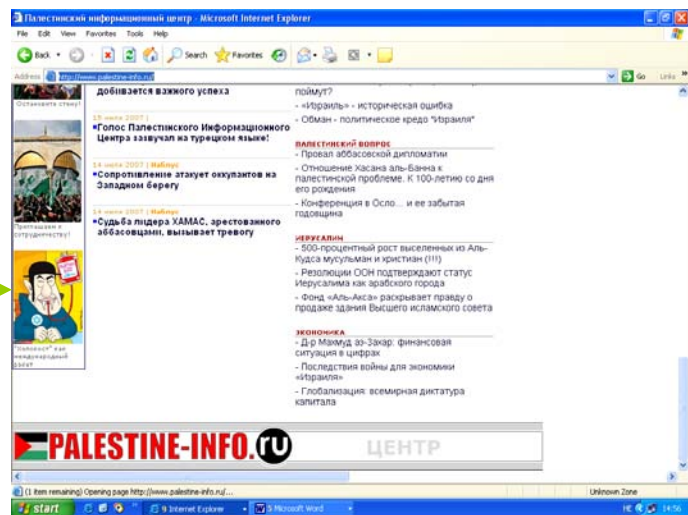 Палестинский информационный центр - Microsoft Internet Explorer
File Edit View Favorites Tools Help
Back Search Favorites
Address http://www.palestine-info.ru/ Go Links
Остановите стену!
Приглашаем к
сотрудничеству!
"Холокост" как
международный
рэкет
добивается важного успеха
15 июля 2007 |
Голос Палестинского Информационного
Центра зазвучал на турецком языке!
14 июля 2007 | Наблус
Сопротивление атакует оккупантов на
Западном берегу
14 июля 2007 | Наблус
Судьба лидера ХАМАС, арестованного
аббасовцами, вызывает тревогу
поймут?
- «Израиль» - историческая ошибка
- Обман - политическое кредо "Израиля"
ПАЛЕСТИНСКИЙ ВОПРОС
- Провал аббасовской дипломатии
- Отношение Хасана аль-Банна к
палестинской проблеме. К 100-летию со дня
его рождения
- Конференция в Осло... и ее забытая
годовщина
ИЕРУСАЛИМ
- 500-процентный рост выселенных из Аль-
Кудса мусульман и христиан (!!!)
- Резолюции ООН подтверждают статус
Иерусалима как арабского города
- Фонд «Аль-Акса» раскрывает правду о
продаже здания Высшего исламского совета
ЭКОНОМИКА
- Д-р Махмуд аз-Захар: финансовая
ситуация в цифрах
- Последствия войны для экономики
«Израиля»
- Глобализация: всемирная диктатура
капитала
PALESTINE-INFO.ru ЦЕНТР
(1 item remaining) Opening page http://www.palestine-info.ru/... Unknown Zone
start 9 Internet Explorer 5 Microsoft Word HE 14:56